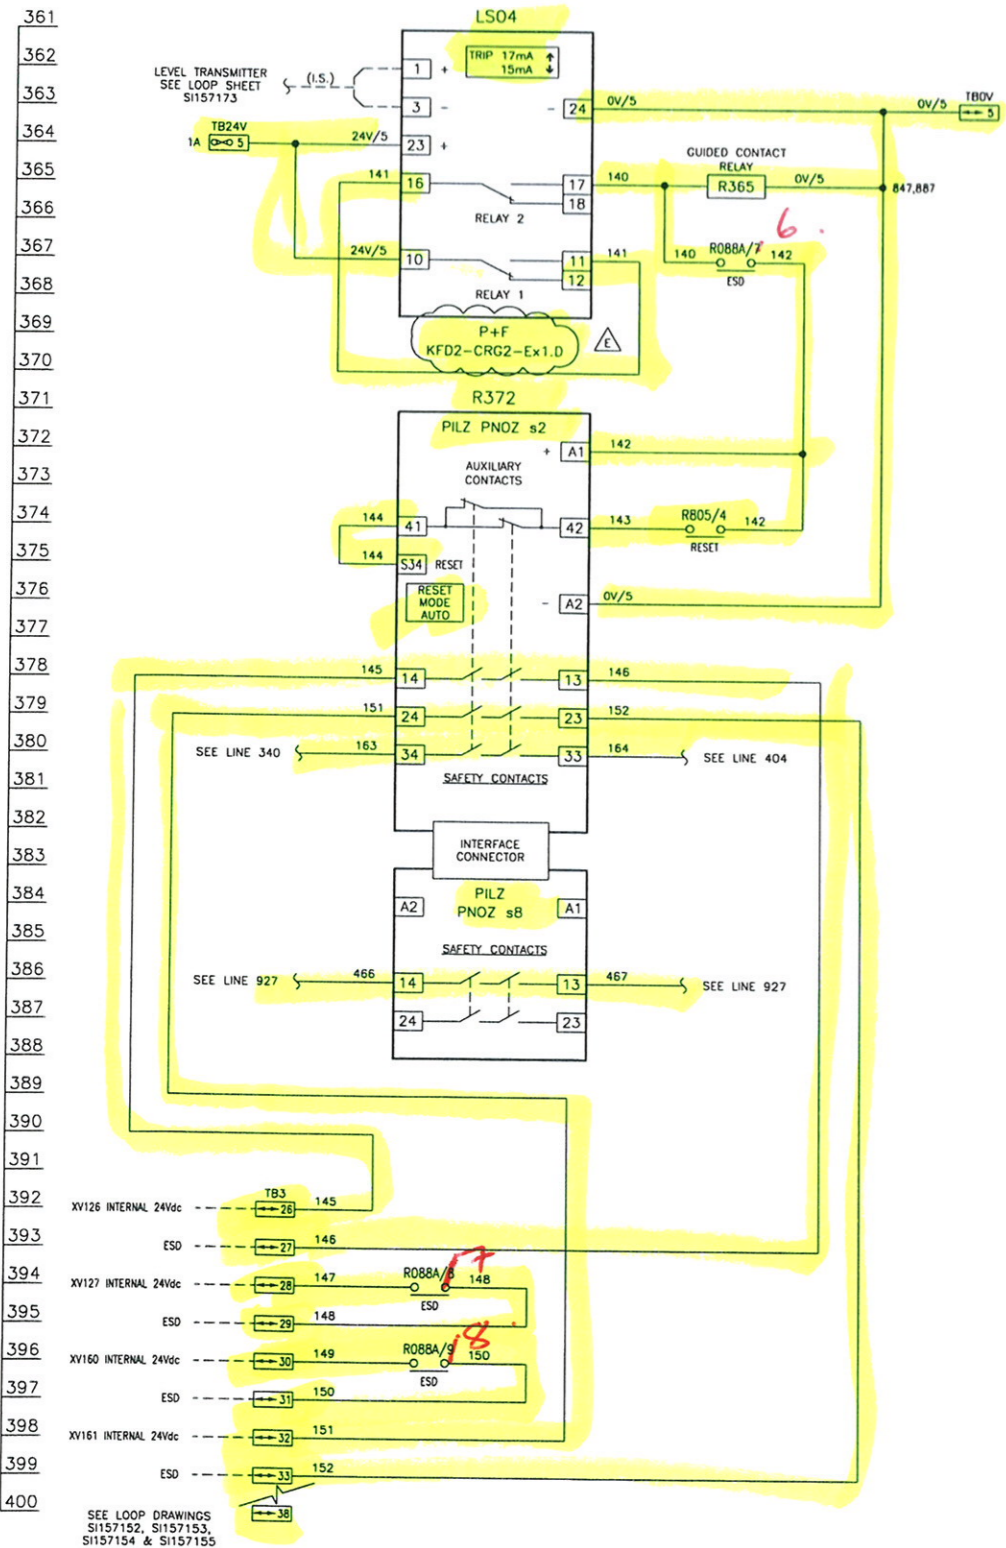 361
LS04
362
TRIP 17mA
15mA
1 +
LEVEL TRANSMITTER
SEE LOOP SHEET
SI157173
(I.S.)
363
3 -
- 24
0V/5
0V/5
TB0V
5
364
TB24V
1A
5
24V/5
23 +
GUIDED CONTACT
RELAY
365
141
16
17
140
R365
0V/5
847,887
18
366
RELAY 2
6.
367
24V/5
10
11
141
140
R088A/7
142
12
ESD
368
RELAY 1
369
P+F
KFD2-CRG2-Ex1.D
E
370
R372
371
PILZ PNOZ s2
372
+ A1
142
AUXILIARY
CONTACTS
373
374
144
41
42
143
R805/4
142
RESET
375
144
S34 RESET
376
RESET
MODE
AUTO
- A2
0V/5
377
378
145
14
13
146
379
151
24
23
152
380
SEE LINE 340
163
34
33
164
SEE LINE 404
381
SAFETY CONTACTS
382
383
INTERFACE
CONNECTOR
384
A2
PILZ
PNOZ s8
A1
385
SAFETY CONTACTS
386
SEE LINE 927
466
14
13
467
SEE LINE 927
387
24
23
388
389
390
391
392
TB3
XV126 INTERNAL 24Vdc
26
145
393
ESD
27
146
394
XV127 INTERNAL 24Vdc
28
147
R088A/8
7
148
ESD
395
ESD
29
148
396
XV160 INTERNAL 24Vdc
30
149
R088A/9
8.
150
ESD
397
ESD
31
150
398
XV161 INTERNAL 24Vdc
32
151
399
ESD
33
152
400
38
SEE LOOP DRAWINGS
SI157152, SI157153,
SI157154 & SI157155